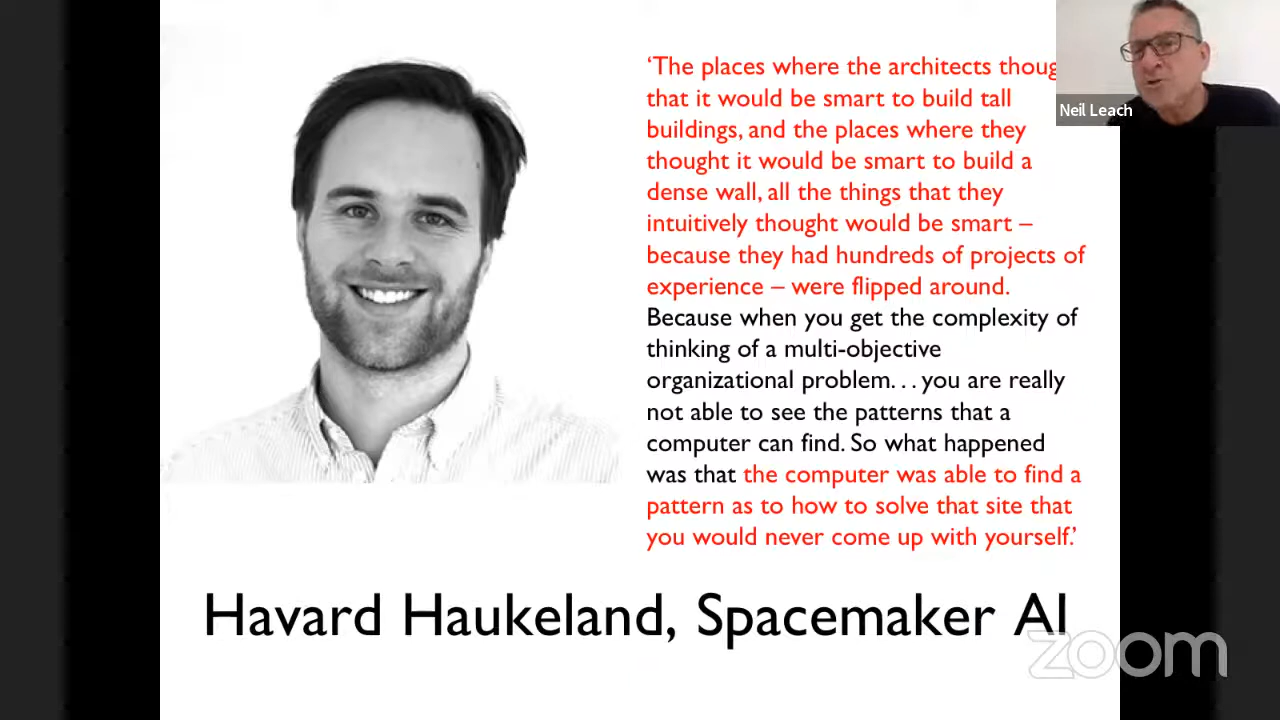 ‘The places where the architects thoug
that it would be smart to build tall
buildings, and the places where they
thought it would be smart to build a
dense wall, all the things that they
intuitively thought would be smart –
because they had hundreds of projects of
experience – were flipped around.
Because when you get the complexity of
thinking of a multi-objective
organizational problem. . . you are really
not able to see the patterns that a
computer can find. So what happened
was that the computer was able to find a
pattern as to how to solve that site that
you would never come up with yourself.’
Neil Leach
Havard Haukeland, Spacemaker AI
zoom